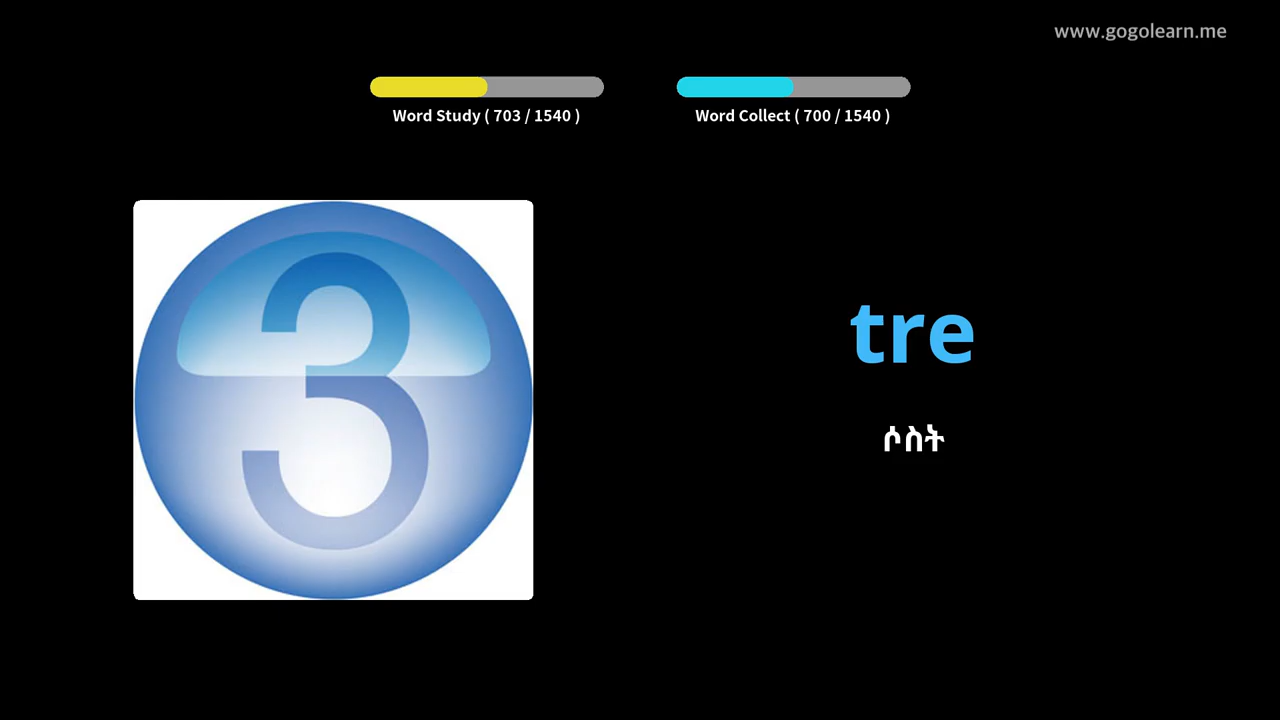 www.gogolearn.me
Word Study ( 703 / 1540 )
Word Collect ( 700 / 1540 )
3
tre
ሶስት